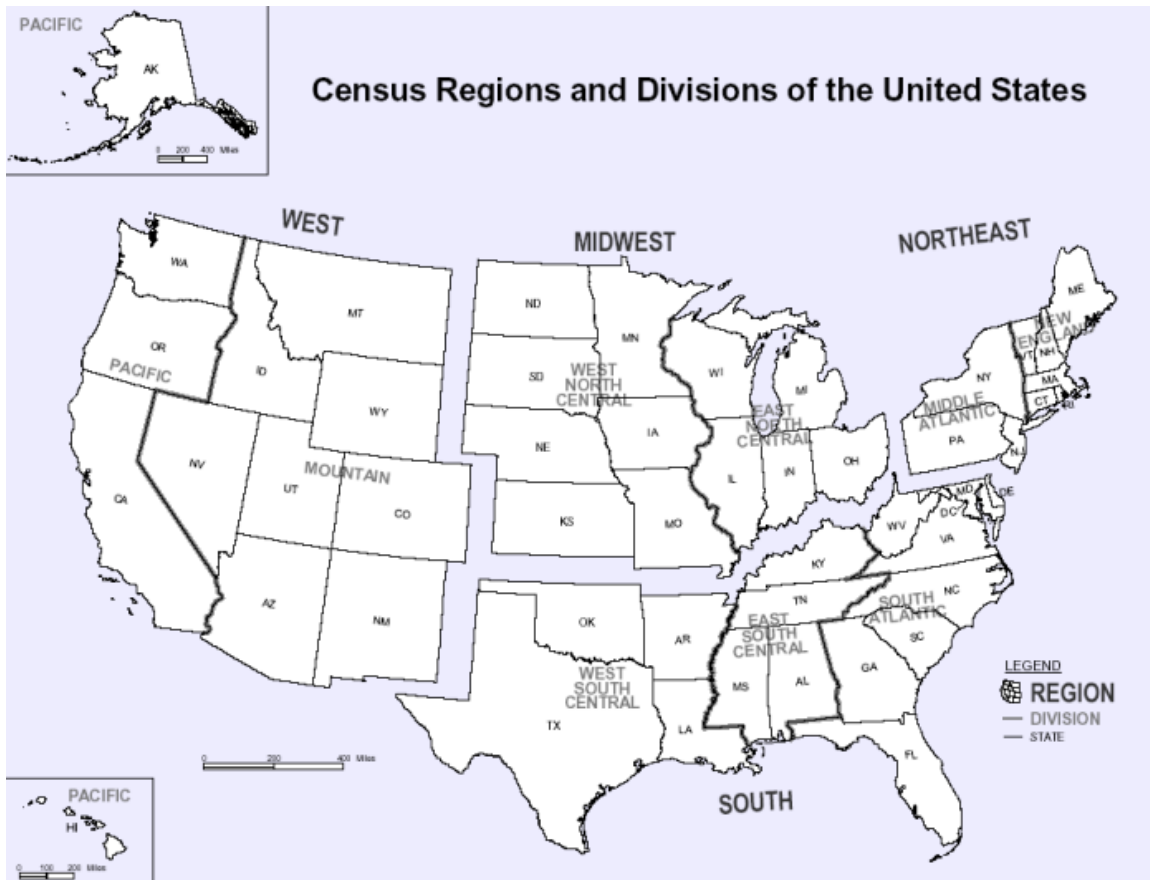 PACIFIC
AK
0 200 400 Miles
Census Regions and Divisions of the United States
WEST
MIDWEST
NORTHEAST
WA
MT
OR
ID
PACIFIC
WY
NV
UT
MOUNTAIN
CO
CA
AZ
NM
ND
MN
SD
WEST
NORTH
CENTRAL
NE
IA
KS
MO
WI
MI
EAST
NORTH
CENTRAL
IL
IN
OH
ME
NEW
ENGLAND
VT
NH
NY
MA
CT
RI
MIDDLE
ATLANTIC
PA
NJ
MD
DE
DC
WV
VA
KY
TN
NC
SOUTH
ATLANTIC
SC
EAST
SOUTH
CENTRAL
MS
AL
GA
FL
OK
AR
WEST
SOUTH
CENTRAL
TX
LA
SOUTH
LEGEND
REGION
DIVISION
STATE
0 200 400 Miles
PACIFIC
HI
0 100 200 Miles